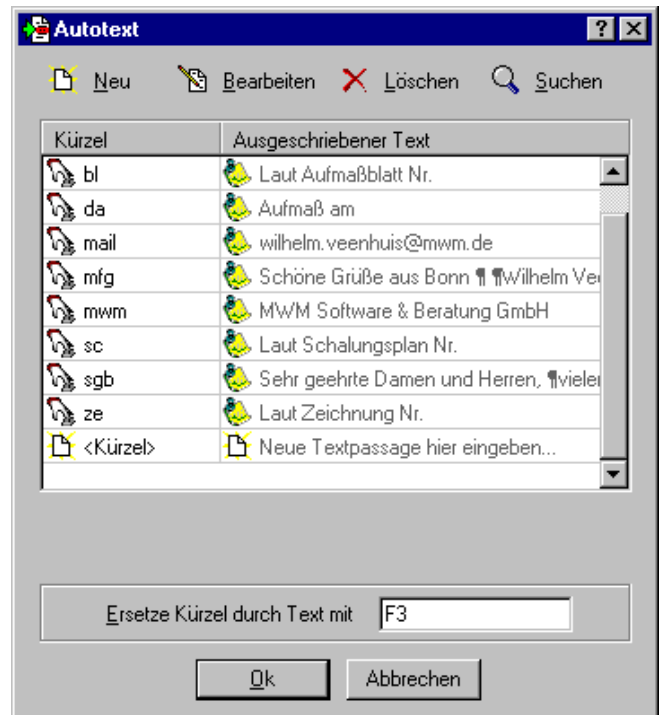 Autotext
Neu Bearbeiten Löschen Suchen
Kürzel Ausgeschriebener Text
bl Laut Aufmaßblatt Nr.
da Aufmaß am
mail wilhelm.veenhuis@mwm.de
mfg Schöne Grüße aus Bonn ¶ ¶Wilhelm Vee
mwm MWM Software & Beratung GmbH
sc Laut Schalungsplan Nr.
sgb Sehr geehrte Damen und Herren, ¶vielen
ze Laut Zeichnung Nr.
<Kürzel> Neue Textpassage hier eingeben...
Ersetze Kürzel durch Text mit F3
Ok Abbrechen